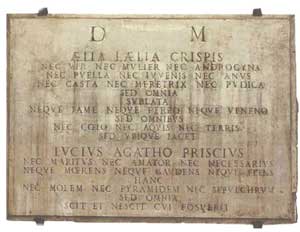 D M
ÆLIA LÆLIA CRISPIS
NEC VIR NEC MVLIER NEC ANDROGYNA
NEC PVELLA NEC IVVENIS NEC ANVS
NEC CASTA NEC MERETRIX NEC PVDICA
SED OMNIA
SVBLATA
NEQVE FAME NEQVE FERRO NEQVE VENENO
SED OMNIBVS
NEC COELO NEC AQVIS NEC TERRIS
SED VBIQVE IACET
LVCIVS AGATHO PRISCIVS
NEC MARITVS NEC AMATOR NEC NECESSARIVS
NEQVE MOERENS NEQVE GAVDENS NEQVE FLENS
HANC
NEC MOLEM NEC PYRAMIDEM NEC SEPVLCHRVM
SED OMNIA
SCIT ET NESCIT CVI POSVERIT